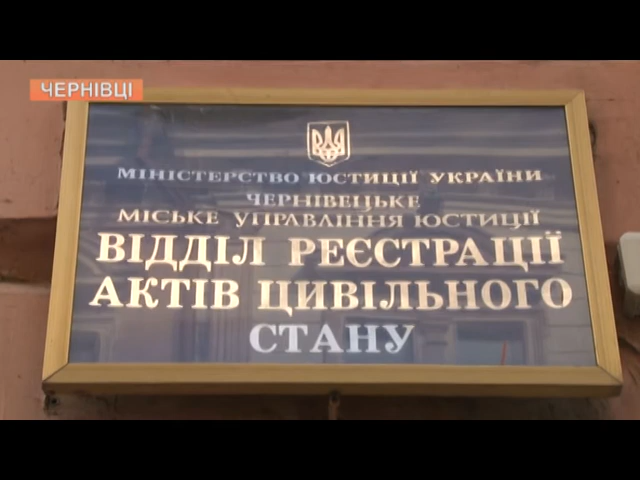 ЧЕРНІВЦІ
МІНІСТЕРСТВО ЮСТИЦІЇ УКРАЇНИ
ЧЕРНІВЕЦЬКЕ
МІСЬКЕ УПРАВЛІННЯ ЮСТИЦІЇ
ВІДДІЛ РЕЄСТРАЦІЇ
АКТІВ ЦИВІЛЬНОГО
СТАНУ